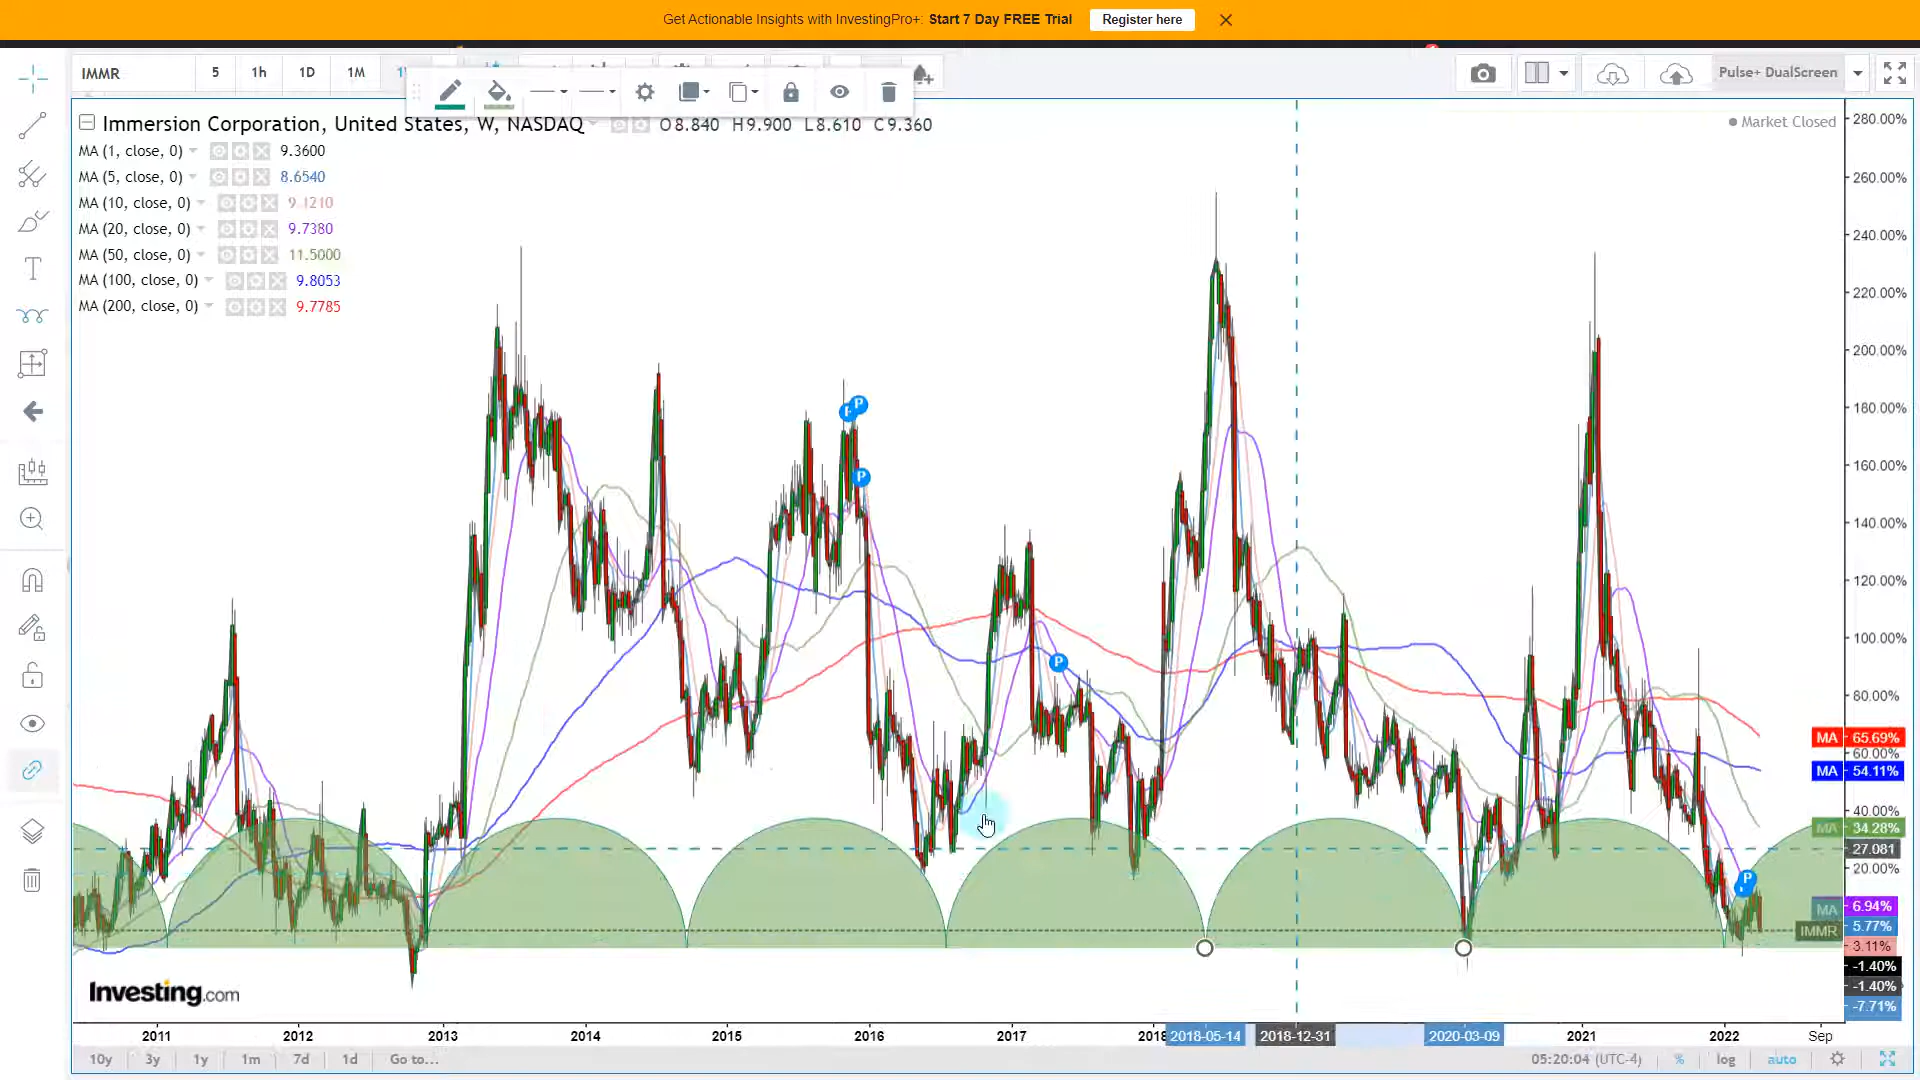 Get Actionable Insights with InvestingPro+: Start 7 Day FREE Trial Register here
IMMR 5 1h 1D 1M
Pulse+ DualScreen
Immersion Corporation, United States, W, NASDAQ O8.840 H9.900 L8.610 C9.360
Market Closed
MA (1, close, 0) 9.3600
MA (5, close, 0) 8.6540
MA (10, close, 0) 9.1210
MA (20, close, 0) 9.7380
MA (50, close, 0) 11.5000
MA (100, close, 0) 9.8053
MA (200, close, 0) 9.7785
280.00%
260.00%
240.00%
220.00%
200.00%
180.00%
160.00%
140.00%
120.00%
100.00%
80.00%
MA 65.69%
60.00%
MA 54.11%
40.00%
MA 34.28%
27.081
20.00%
MA 6.94%
5.77%
IMMR
3.11%
-1.40%
-1.40%
-7.71%
P
P
P
P
Investing.com
2011 2012 2013 2014 2015 2016 2017 2018 2018-05-14 2018-12-31 2020-03-09 2021 2022 Sep
10y 3y 1y 1m 7d 1d Go to... 05:20:04 (UTC-4) % log auto